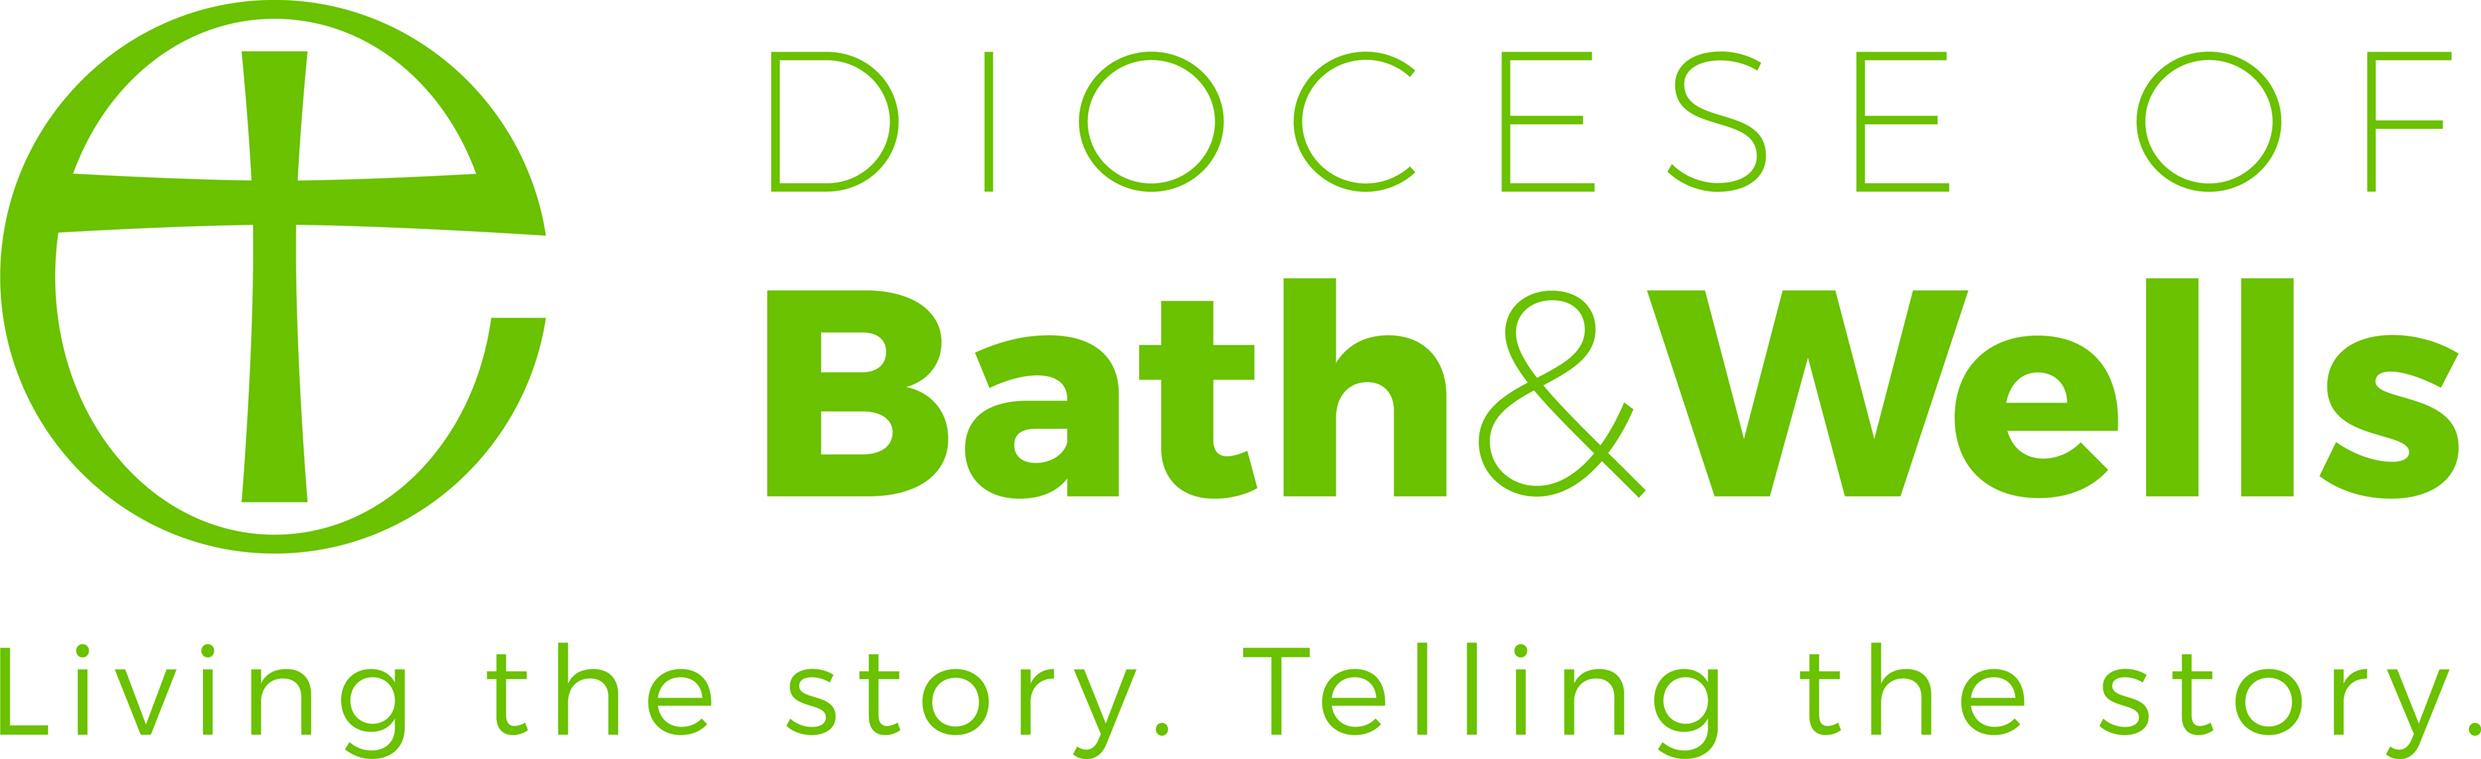 DIOCESE OF
Bath&Wells
Living the story. Telling the story.